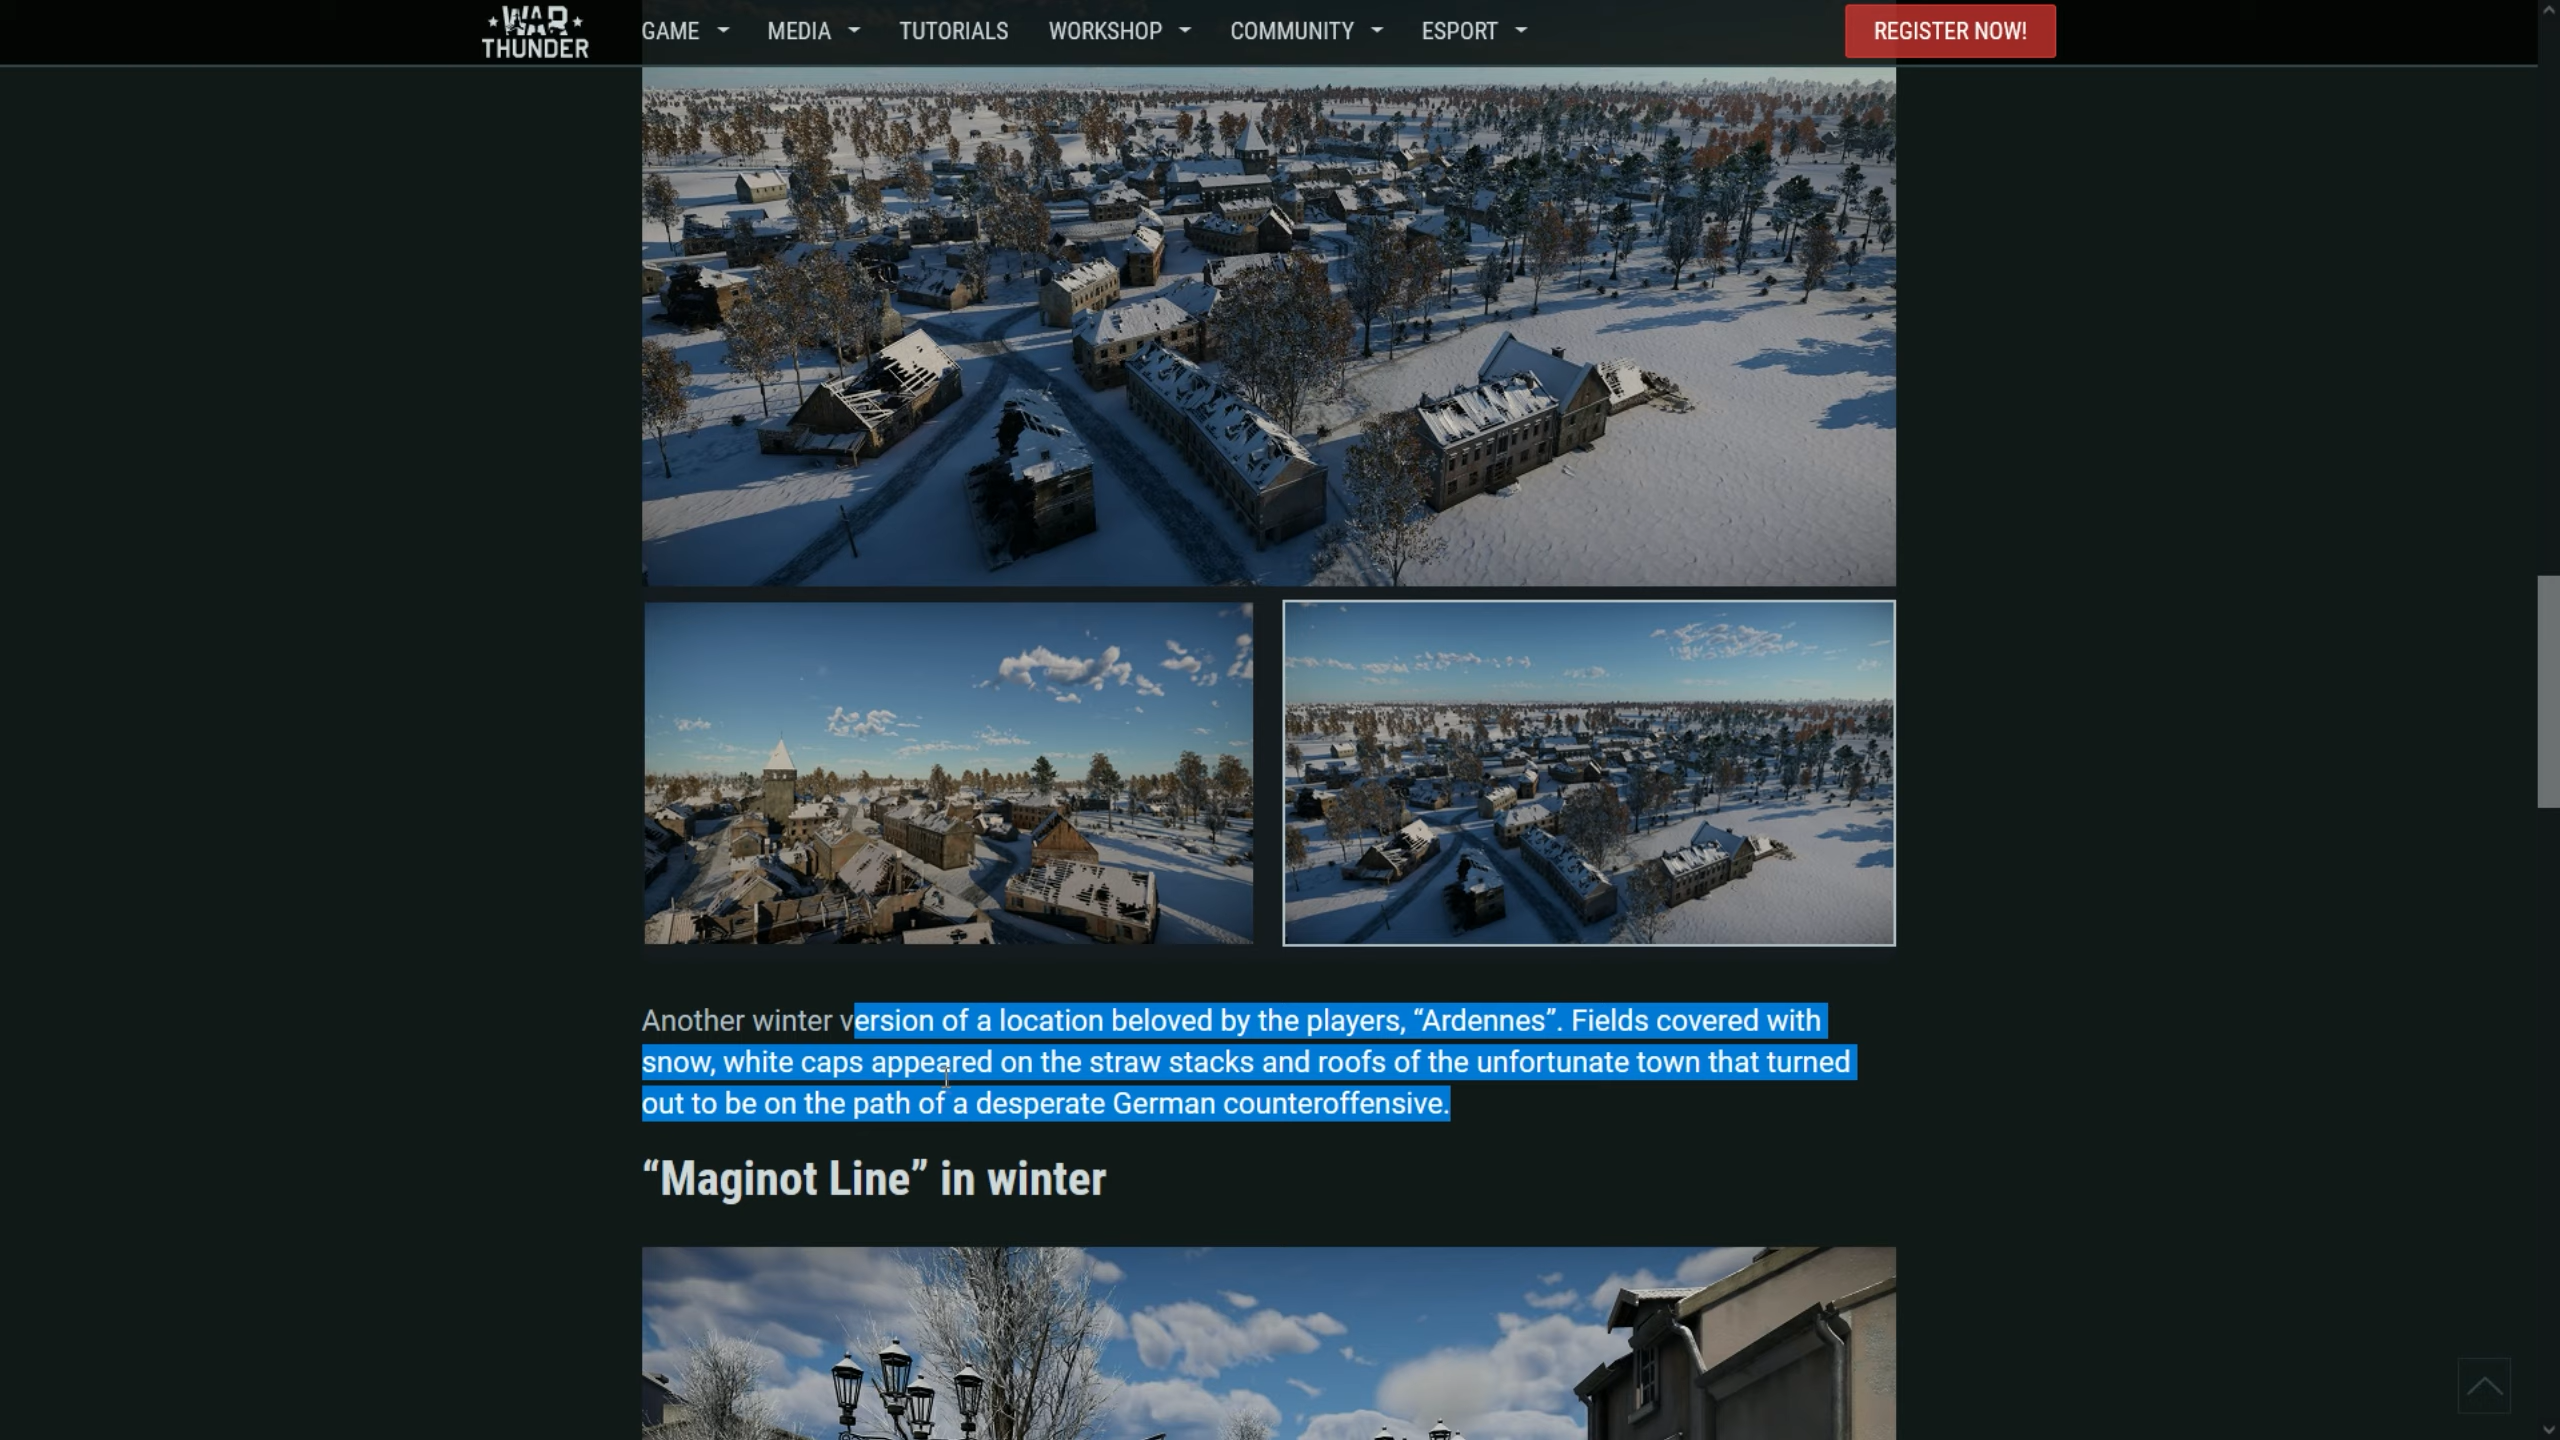 WAR THUNDER
GAME MEDIA TUTORIALS WORKSHOP COMMUNITY ESPORT REGISTER NOW!
Another winter version of a location beloved by the players, “Ardennes”. Fields covered with
snow, white caps appeared on the straw stacks and roofs of the unfortunate town that turned
out to be on the path of a desperate German counteroffensive.
“Maginot Line” in winter